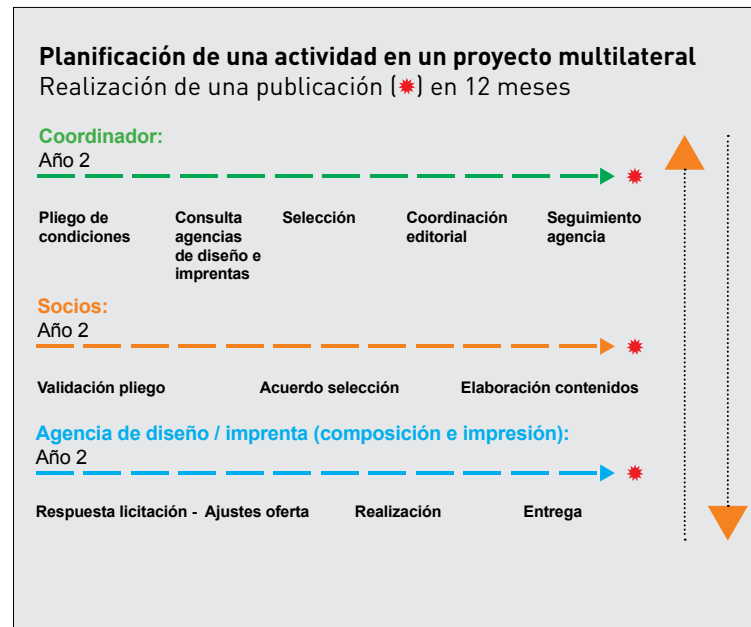 Planificación de una actividad en un proyecto multilateral
Realización de una publicación (✹) en 12 meses
Coordinador:
Año 2
Pliego de condiciones
Consulta agencias de diseño e imprentas
Selección
Coordinación editorial
Seguimiento agencia
Socios:
Año 2
Validación pliego
Acuerdo selección
Elaboración contenidos
Agencia de diseño / imprenta (composición e impresión):
Año 2
Respuesta licitación - Ajustes oferta
Realización
Entrega